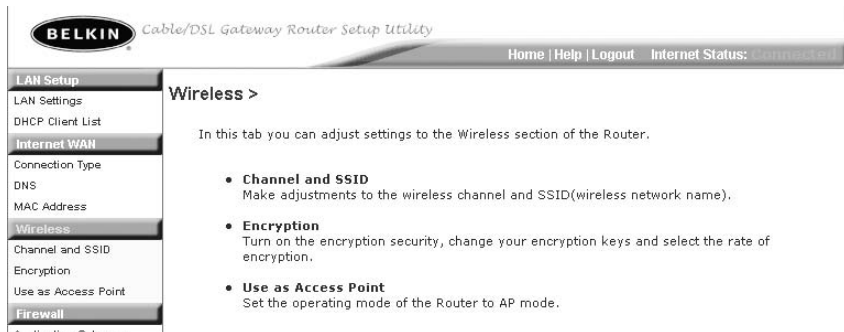 BELKIN
Cable/DSL Gateway Router Setup Utility
Home | Help | Logout Internet Status: Connected
LAN Setup
LAN Settings
DHCP Client List
Internet WAN
Connection Type
DNS
MAC Address
Wireless
Channel and SSID
Encryption
Use as Access Point
Firewall
Wireless >
In this tab you can adjust settings to the Wireless section of the Router.
Channel and SSID
Make adjustments to the wireless channel and SSID(wireless network name).
Encryption
Turn on the encryption security, change your encryption keys and select the rate of
encryption.
Use as Access Point
Set the operating mode of the Router to AP mode.